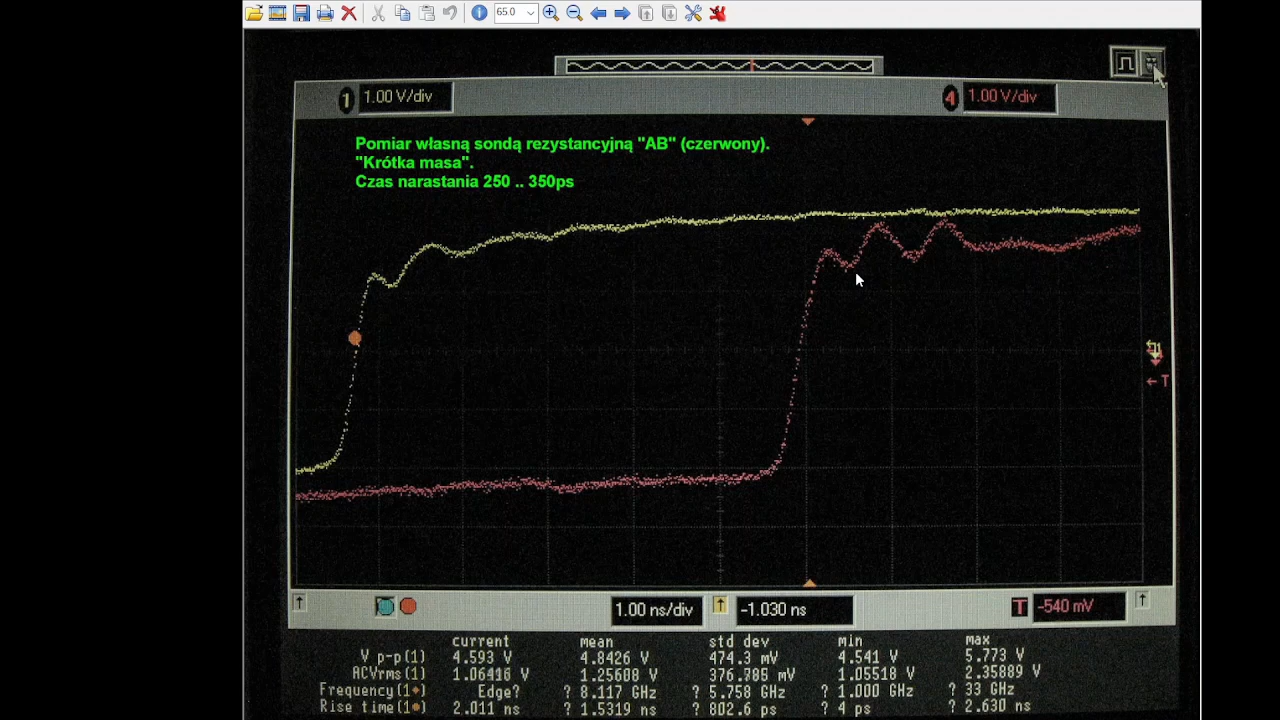 65.0
1 1.00 V/div 4 1.00 V/div
Pomiar własną sondą rezystancyjną "AB" (czerwony).
"Krótka masa".
Czas narastania 250 .. 350ps
T
1.00 ns/div -1.030 ns T -540 mV
current mean std dev min max
V p-p(1) 4.593 V 4.8426 V 474.3 mV 4.541 V 5.773 V
ACVrms(1) 1.06416 V 1.25608 V 376.785 mV 1.05518 V 2.35889 V
Frequency(1) Edge? ? 8.117 GHz ? 5.758 GHz ? 1.000 GHz ? 33 GHz
Rise time(1) 2.011 ns ? 1.5319 ns ? 802.6 ps ? 4 ps ? 2.630 ns